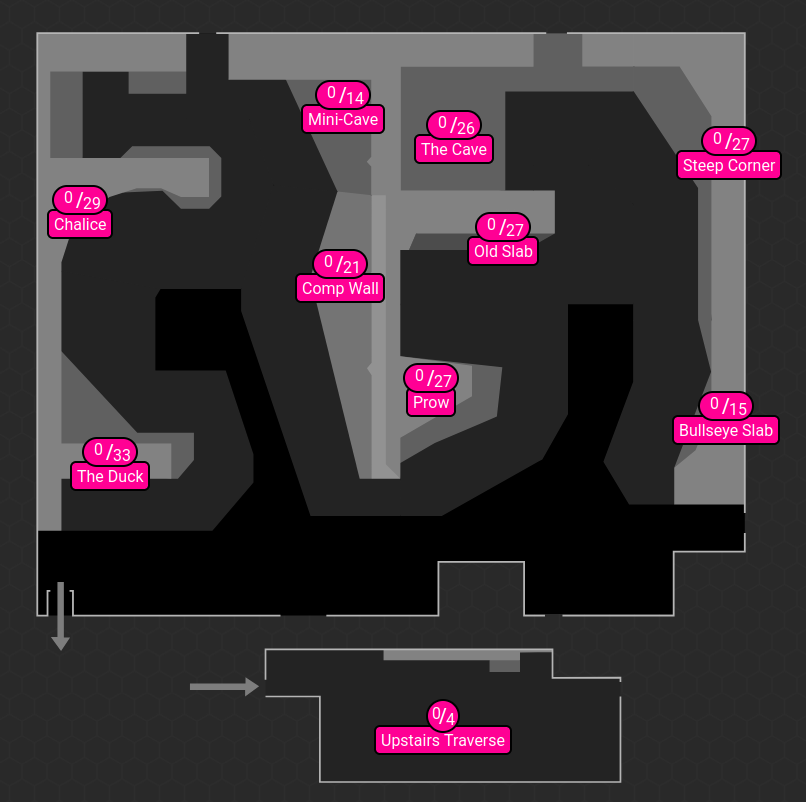 0/14
Mini-Cave
0/26
The Cave
0/27
Steep Corner
0/29
Chalice
0/27
Old Slab
0/21
Comp Wall
0/27
Prow
0/15
Bullseye Slab
0/33
The Duck
0/4
Upstairs Traverse